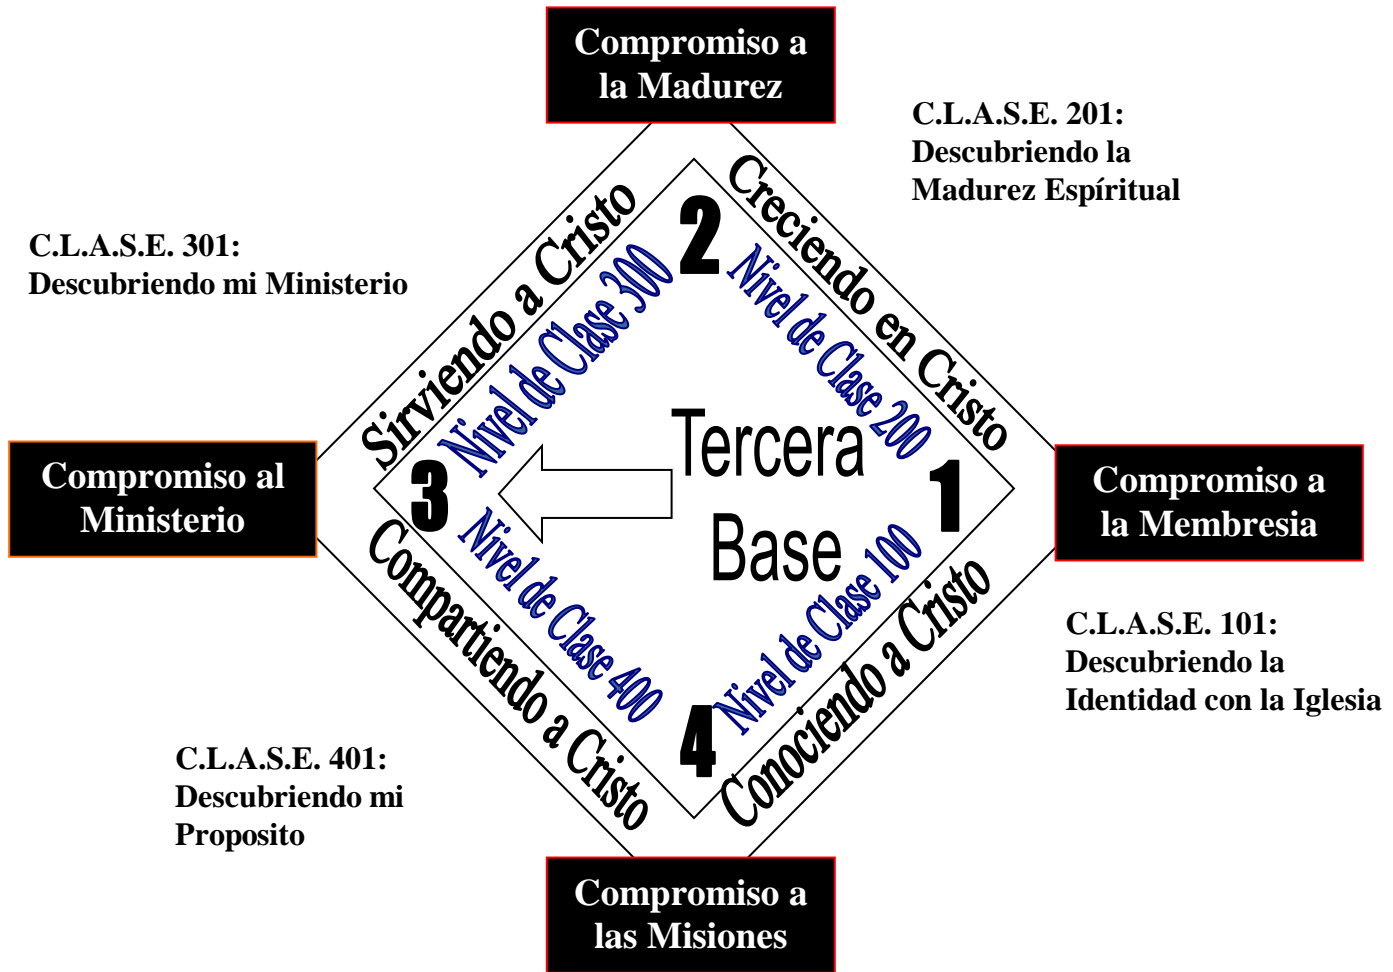 Compromiso a
la Madurez
C.L.A.S.E. 201:
Descubriendo la
Madurez Espíritual
C.L.A.S.E. 301:
Descubriendo mi Ministerio
Sirviendo a Cristo
Creciendo en Cristo
2
Nivel de Clase 300
Nivel de Clase 200
Compromiso al
Ministerio
3
Tercera
Base
1
Compromiso a
la Membresia
Nivel de Clase 400
Nivel de Clase 100
Compartiendo a Cristo
Conociendo a Cristo
4
C.L.A.S.E. 101:
Descubriendo la
Identidad con la Iglesia
C.L.A.S.E. 401:
Descubriendo mi
Proposito
Compromiso a
las Misiones